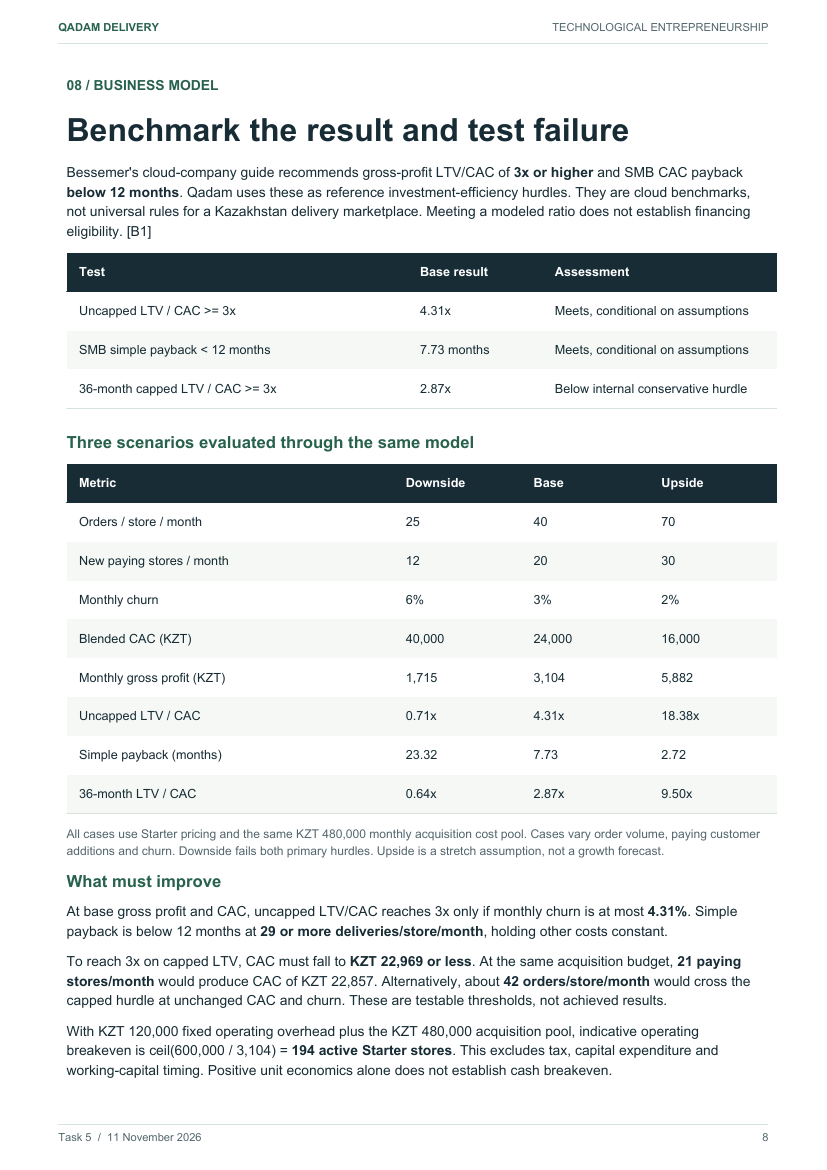 QADAM DELIVERY TECHNOLOGICAL ENTREPRENEURSHIP
08 / BUSINESS MODEL
Benchmark the result and test failure
Bessemer's cloud-company guide recommends gross-profit LTV/CAC of 3x or higher and SMB CAC payback
below 12 months. Qadam uses these as reference investment-efficiency hurdles. They are cloud benchmarks,
not universal rules for a Kazakhstan delivery marketplace. Meeting a modeled ratio does not establish financing
eligibility. [B1]
Test Base result Assessment
Uncapped LTV / CAC >= 3x 4.31x Meets, conditional on assumptions
SMB simple payback < 12 months 7.73 months Meets, conditional on assumptions
36-month capped LTV / CAC >= 3x 2.87x Below internal conservative hurdle
Three scenarios evaluated through the same model
Metric Downside Base Upside
Orders / store / month 25 40 70
New paying stores / month 12 20 30
Monthly churn 6% 3% 2%
Blended CAC (KZT) 40,000 24,000 16,000
Monthly gross profit (KZT) 1,715 3,104 5,882
Uncapped LTV / CAC 0.71x 4.31x 18.38x
Simple payback (months) 23.32 7.73 2.72
36-month LTV / CAC 0.64x 2.87x 9.50x
All cases use Starter pricing and the same KZT 480,000 monthly acquisition cost pool. Cases vary order volume, paying customer
additions and churn. Downside fails both primary hurdles. Upside is a stretch assumption, not a growth forecast.
What must improve
At base gross profit and CAC, uncapped LTV/CAC reaches 3x only if monthly churn is at most 4.31%. Simple
payback is below 12 months at 29 or more deliveries/store/month, holding other costs constant.
To reach 3x on capped LTV, CAC must fall to KZT 22,969 or less. At the same acquisition budget, 21 paying
stores/month would produce CAC of KZT 22,857. Alternatively, about 42 orders/store/month would cross the
capped hurdle at unchanged CAC and churn. These are testable thresholds, not achieved results.
With KZT 120,000 fixed operating overhead plus the KZT 480,000 acquisition pool, indicative operating
breakeven is ceil(600,000 / 3,104) = 194 active Starter stores. This excludes tax, capital expenditure and
working-capital timing. Positive unit economics alone does not establish cash breakeven.
Task 5 / 11 November 2026 8